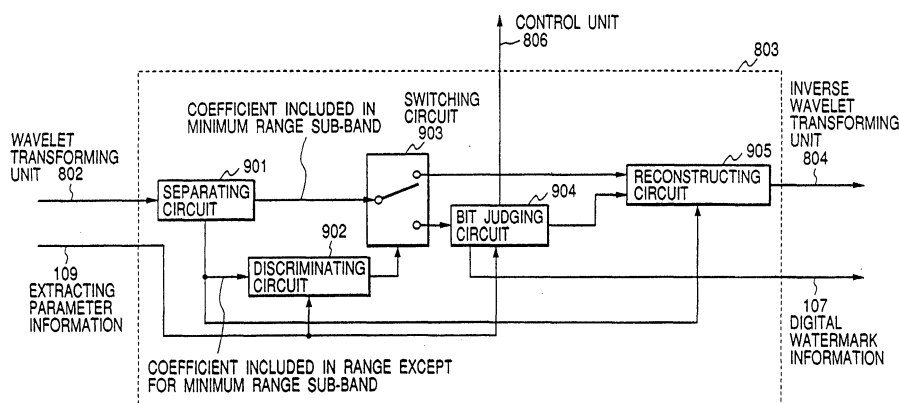 CONTROL UNIT
806
803
COEFFICIENT INCLUDED IN
MINIMUM RANGE SUB-BAND
SWITCHING
CIRCUIT
903
INVERSE
WAVELET
TRANSFORMING
UNIT
804
WAVELET
TRANSFORMING
UNIT
802
901
SEPARATING
CIRCUIT
905
RECONSTRUCTING
CIRCUIT
904
BIT JUDGING
CIRCUIT
902
DISCRIMINATING
CIRCUIT
109
EXTRACTING
PARAMETER
INFORMATION
107
DIGITAL
WATERMARK
INFORMATION
COEFFICIENT INCLUDED IN RANGE EXCEPT
FOR MINIMUM RANGE SUB-BAND